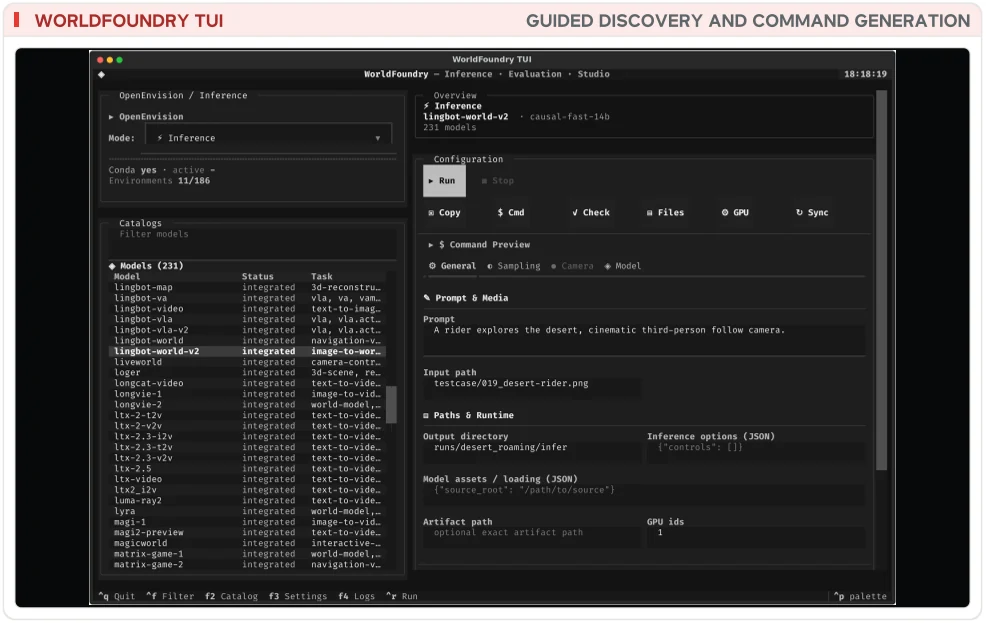 WORLDFOUNDRY TUI
GUIDED DISCOVERY AND COMMAND GENERATION
WorldFoundry TUI
WorldFoundry — Inference · Evaluation · Studio
18:18:19
OpenEnvision / Inference
▸ OpenEnvision
Mode: ⚡ Inference ▼
Conda yes · active –
Environments 11/186
Catalogs
Filter models
◆ Models (231)
Model Status Task
lingbot-map integrated 3d-reconstru…
lingbot-va integrated vla, va, vam…
lingbot-video integrated text-to-imag…
lingbot-vla integrated vla, vla.act…
lingbot-vla-v2 integrated vla, vla.act…
lingbot-world integrated navigation-v…
lingbot-world-v2 integrated image-to-wor…
liveworld integrated camera-contr…
loger integrated 3d-scene, re…
longcat-video integrated text-to-vide…
longvie-1 integrated image-to-vid…
longvie-2 integrated world-model,…
ltx-2-t2v integrated text-to-vide…
ltx-2-v2v integrated text-to-vide…
ltx-2.3-i2v integrated text-to-vide…
ltx-2.3-t2v integrated text-to-vide…
ltx-2.3-v2v integrated text-to-vide…
ltx-2.5 integrated text-to-vide…
ltx-video integrated text-to-vide…
ltx2_i2v integrated text-to-vide…
luma-ray2 integrated text-to-vide…
lyra integrated world-model,…
magi-1 integrated image-to-vid…
magi2-preview integrated text-to-vide…
magicworld integrated interactive-…
matrix-game-1 integrated world-model,…
matrix-game-2 integrated navigation-v…
Overview
⚡ Inference
lingbot-world-v2 · causal-fast-14b
231 models
Configuration
▸ Run Stop
Copy $ Cmd √ Check Files GPU ↻ Sync
▸ $ Command Preview
General Sampling Camera Model
✎ Prompt & Media
Prompt
A rider explores the desert, cinematic third-person follow camera.
Input path
testcase/019_desert-rider.png
Paths & Runtime
Output directory Inference options (JSON)
runs/desert_roaming/infer {"controls": []}
Model assets / loading (JSON)
{"source_root": "/path/to/source"}
Artifact path GPU ids
optional exact artifact path 1
^q Quit ^f Filter f2 Catalog f3 Settings f4 Logs ^r Run
^p palette